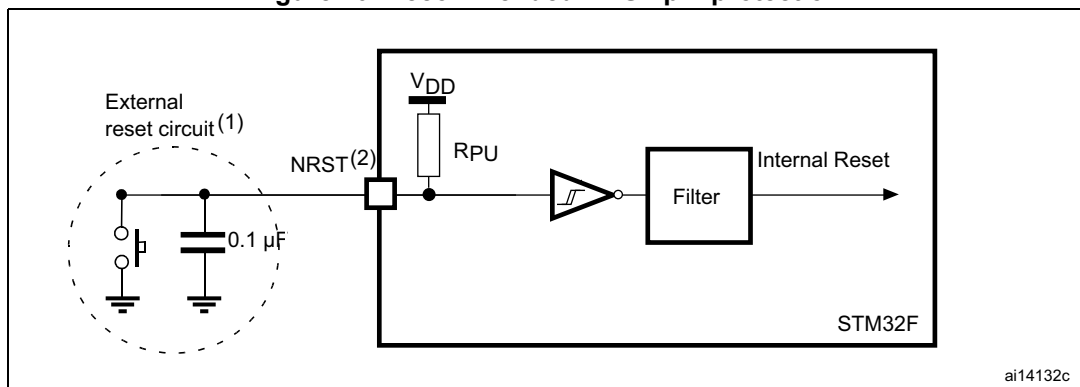 External
reset circuit(1)
VDD
RPU
NRST(2)
0.1 µF
Filter
Internal Reset
STM32F
ai14132c